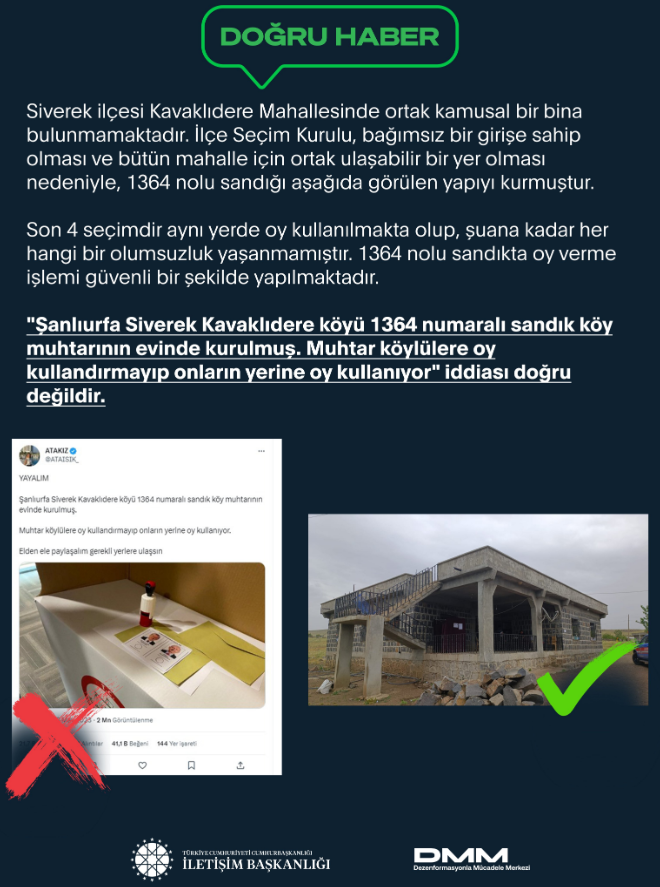 DOĞRU HABER
Siverek ilçesi Kavaklıdere Mahallesinde ortak kamusal bir bina
bulunmamaktadır. İlçe Seçim Kurulu, bağımsız bir girişe sahip
olması ve bütün mahalle için ortak ulaşabilir bir yer olması
nedeniyle, 1364 nolu sandığı aşağıda görülen yapıyı kurmuştur.
Son 4 seçimdir aynı yerde oy kullanılmakta olup, şuana kadar her
hangi bir olumsuzluk yaşanmamıştır. 1364 nolu sandıkta oy verme
işlemi güvenli bir şekilde yapılmaktadır.
"Şanlıurfa Siverek Kavaklıdere köyü 1364 numaralı sandık köy
muhtarının evinde kurulmuş. Muhtar köylülere oy
kullandırmayıp onların yerine oy kullanıyor" iddiası doğru
değildir.
ATAKIZ
@ATAISIK_
YAYALIM
Şanlıurfa Siverek Kavaklıdere köyü 1364 numaralı sandık köy muhtarının
evinde kurulmuş.
Muhtar köylülere oy kullandırmayıp onların yerine oy kullanıyor.
Elden ele paylaşalım gerekli yerlere ulaşsın
2 Mn Görüntülenme
41,1 B Beğeni 144 Yer işareti
TÜRKİYE CUMHURİYETİ CUMHURBAŞKANLIĞI
İLETİŞİM BAŞKANLIĞI
DMM
Dezenformasyonla Mücadele Merkezi